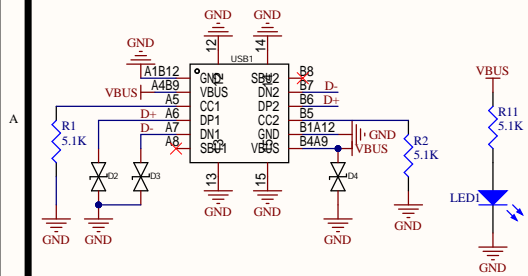 GND GND
12 14
USB1
GND
A1B12 GND SBU2 B8
VBUS A4B9 VBUS DN2 B7 D-
A5 CC1 DP2 B6 D+
D+ A6 DP1 CC2 B5
D- A7 DN1 GND B1A12 GND
A8 SBU1 VBUS B4A9 VBUS
A
R1
5.1K
R2
5.1K
VBUS
R11
5.1K
D2 D3 D4
13 15
LED1
GND GND GND GND GND GND
GND